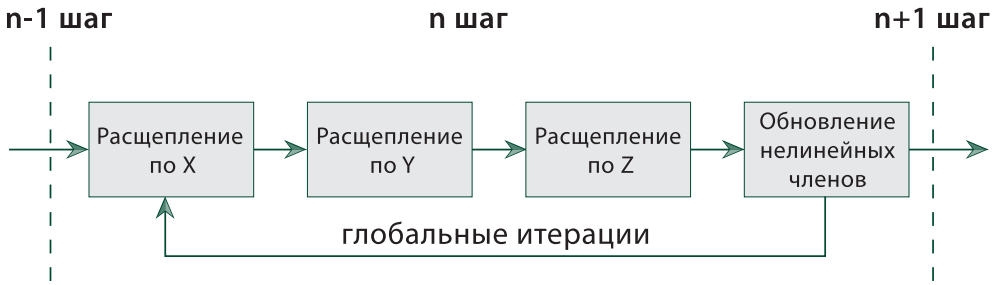 n-1 шаг
n шаг
n+1 шаг
Расщепление
по X
Расщепление
по Y
Расщепление
по Z
Обновление
нелинейных
членов
глобальные итерации